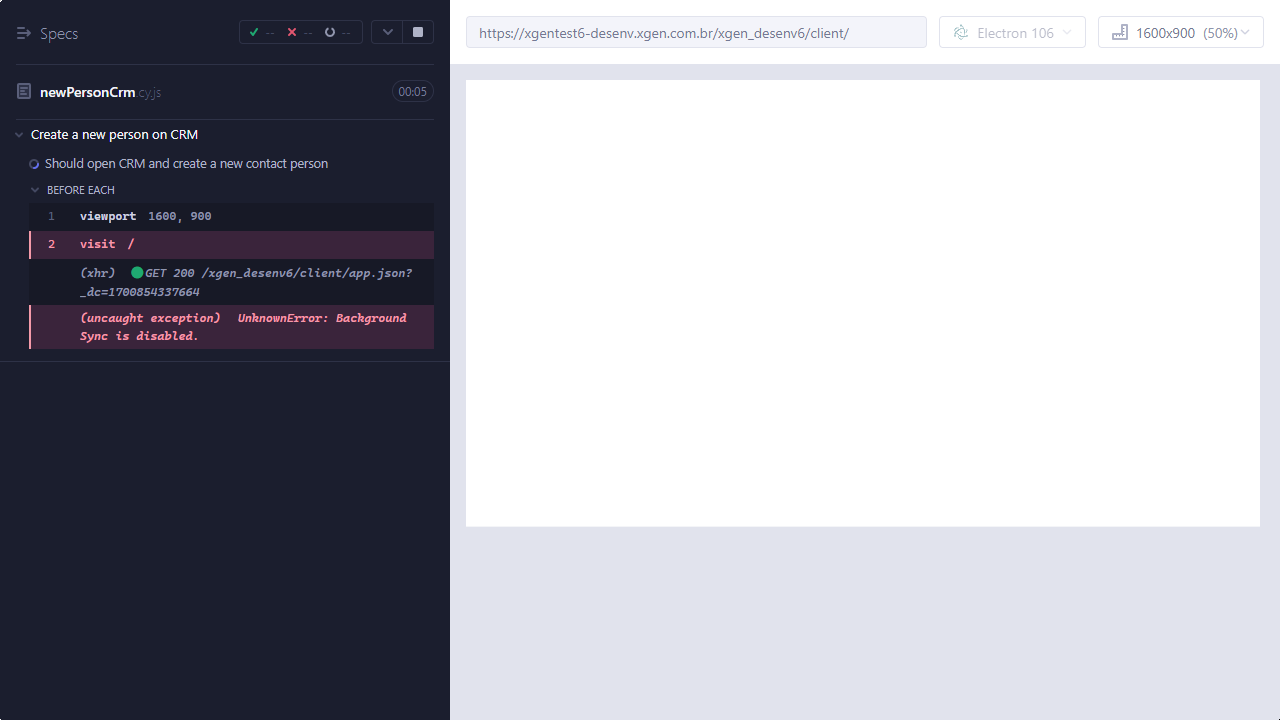 Specs
--
--
--
https://xgentest6-desenv.xgen.com.br/xgen_desenv6/client/
Electron 106
1600x900 (50%)
newPersonCrm.cy.js
00:05
Create a new person on CRM
Should open CRM and create a new contact person
BEFORE EACH
1 viewport 1600, 900
2 visit /
(xhr) GET 200 /xgen_desenv6/client/app.json?
_dc=1700854337664
(uncaught exception) UnknownError: Background
Sync is disabled.